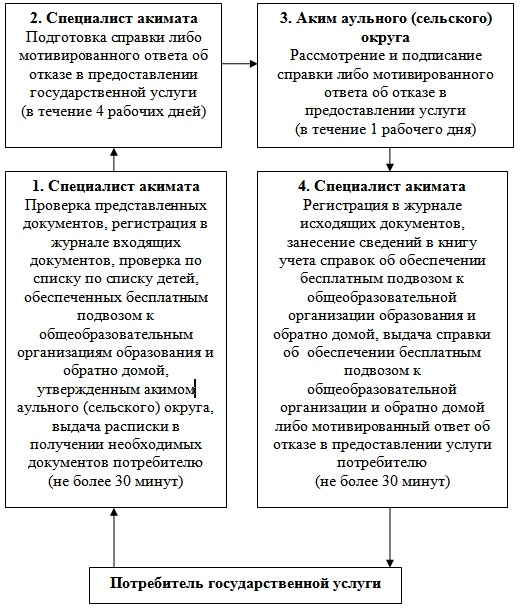 2. Специалист акимата
Подготовка справки либо
мотивированного ответа об
отказе в предоставлении
государственной услуги
(в течение 4 рабочих дней)
3. Аким аульного (сельского)
округа
Рассмотрение и подписание
справки либо мотивированного
ответа об отказе в
предоставлении услуги
(в течение 1 рабочего дня)
1. Специалист акимата
Проверка представленных
документов, регистрация в
журнале входящих
документов, проверка по
списку по списку детей,
обеспеченных бесплатным
подвозом к
общеобразовательным
организациям образования и
обратно домой,
утвержденным акимом
аульного (сельского) округа,
выдача расписки в
получении необходимых
документов потребителю
(не более 30 минут)
4. Специалист акимата
Регистрация в журнале
исходящих документов,
занесение сведений в книгу
учета справок об обеспечении
бесплатным подвозом к
общеобразовательной
организации образования и
обратно домой, выдача справки
об обеспечении бесплатным
подвозом к
общеобразовательной
организации и обратно домой
либо мотивированный ответ об
отказе в предоставлении услуги
потребителю
(не более 30 минут)
Потребитель государственной услуги